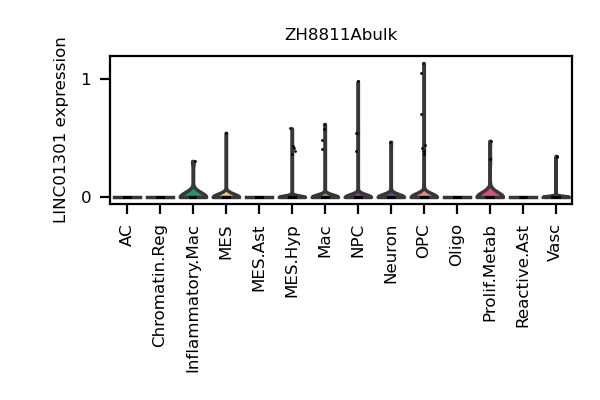 ZH8811Abulk
LINC01301 expression
1
0
AC
Chromatin.Reg
Inflammatory.Mac
MES
MES.Ast
MES.Hyp
Mac
NPC
Neuron
OPC
Oligo
Prolif.Metab
Reactive.Ast
Vasc